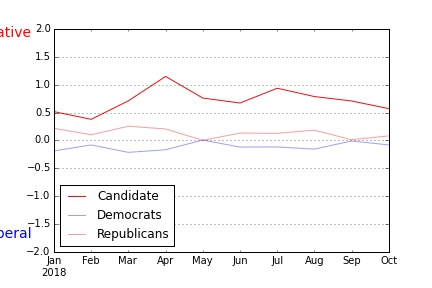 ative
2.0
1.5
1.0
0.5
0.0
−0.5
−1.0
−1.5
−2.0
beral
Candidate
Democrats
Republicans
Jan Feb Mar Apr May Jun Jul Aug Sep Oct
2018